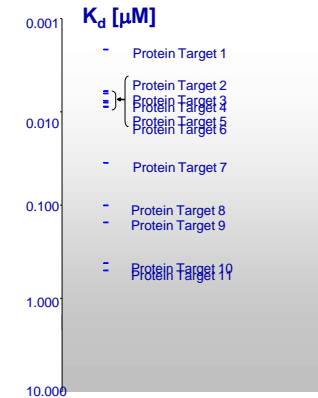 K_d [μM]
0.001
Protein Target 1
Protein Target 2
Protein Target 3
Protein Target 4
0.010
Protein Target 5
Protein Target 6
Protein Target 7
0.100
Protein Target 8
Protein Target 9
Protein Target 10
Protein Target 11
1.000
10.000